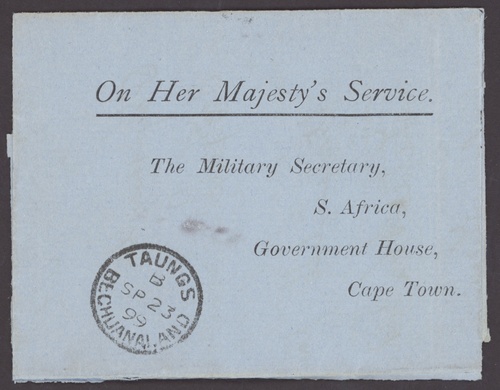 On Her Majesty's Service.
The Military Secretary,
S. Africa,
Government House,
Cape Town.
TAUNGS
B
SP 23
99
BECHUANALAND